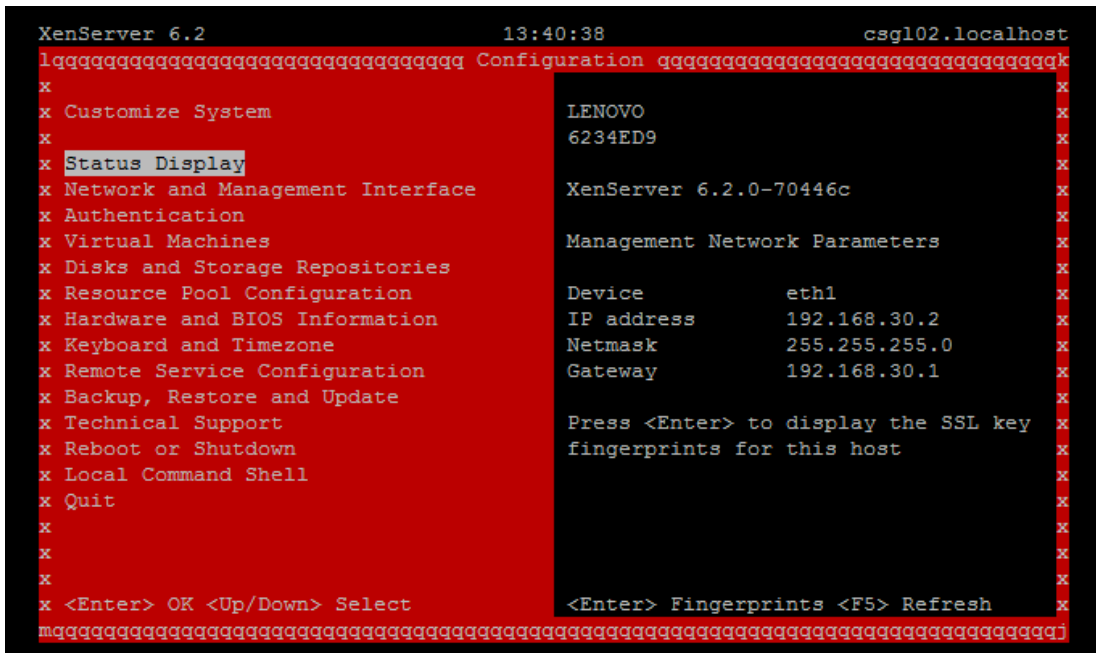 XenServer 6.2 13:40:38 csgl02.localhost
lqqqqqqqqqqqqqqqqqqqqqqqqqqqqqqqq Configuration qqqqqqqqqqqqqqqqqqqqqqqqqqqqqqqk
x x
x Customize System LENOVO x
x 6234ED9 x
x Status Display x
x Network and Management Interface XenServer 6.2.0-70446c x
x Authentication x
x Virtual Machines Management Network Parameters x
x Disks and Storage Repositories x
x Resource Pool Configuration Device eth1 x
x Hardware and BIOS Information IP address 192.168.30.2 x
x Keyboard and Timezone Netmask 255.255.255.0 x
x Remote Service Configuration Gateway 192.168.30.1 x
x Backup, Restore and Update x
x Technical Support Press <Enter> to display the SSL key x
x Reboot or Shutdown fingerprints for this host x
x Local Command Shell x
x Quit x
x x
x x
x x
x <Enter> OK <Up/Down> Select <Enter> Fingerprints <F5> Refresh x
mqqqqqqqqqqqqqqqqqqqqqqqqqqqqqqqqqqqqqqqqqqqqqqqqqqqqqqqqqqqqqqqqqqqqqqqqqqqqqqj